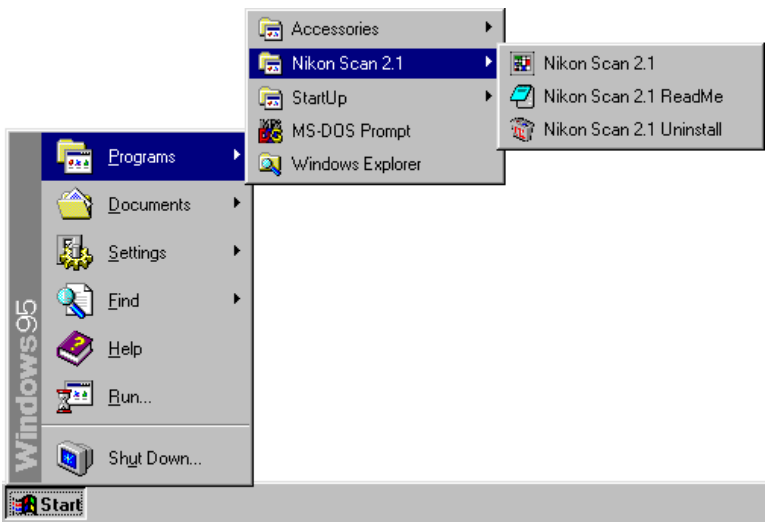 Accessories
Nikon Scan 2.1
StartUp
MS-DOS Prompt
Windows Explorer
Nikon Scan 2.1
Nikon Scan 2.1 ReadMe
Nikon Scan 2.1 Uninstall
Programs
Documents
Settings
Find
Help
Run...
Shut Down...
Windows95
Start